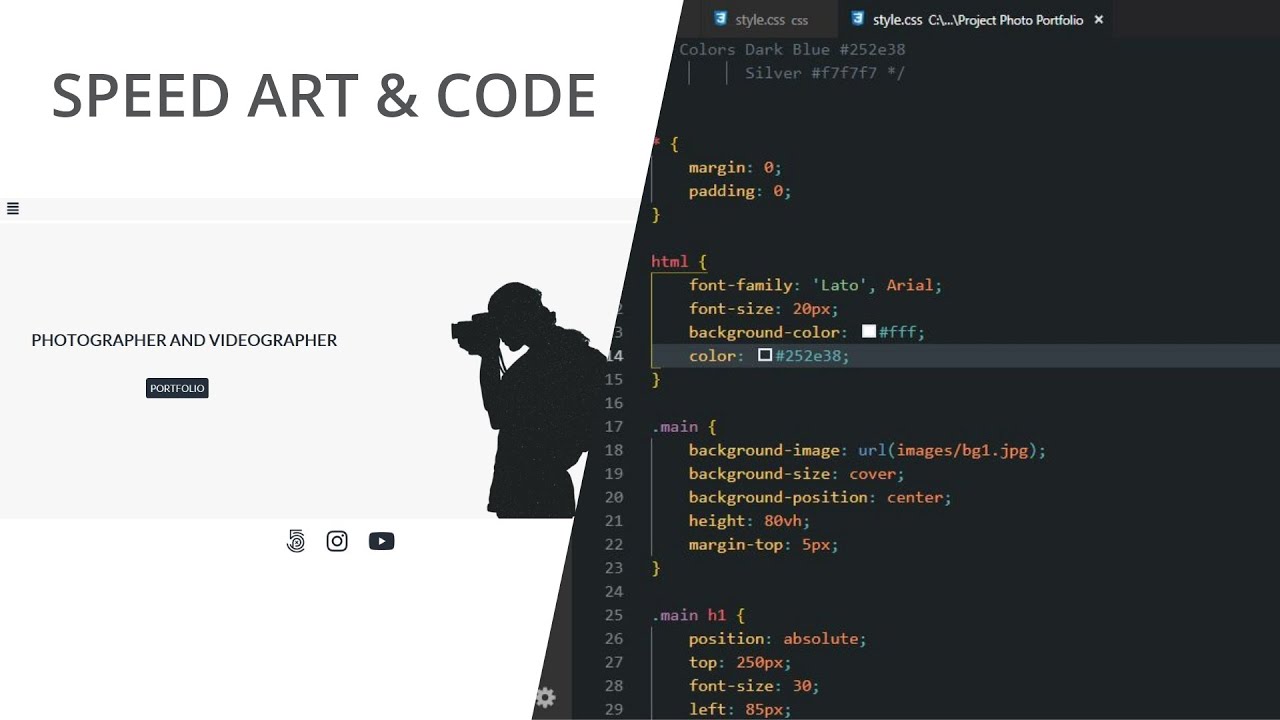 SPEED ART & CODE
PHOTOGRAPHER AND VIDEOGRAPHER
PORTFOLIO
style.css css
style.css C:\...\Project Photo Portfolio ×
Colors Dark Blue #252e38
Silver #f7f7f7 */
* {
margin: 0;
padding: 0;
}
html {
font-family: 'Lato', Arial;
2 font-size: 20px;
3 background-color: #fff;
14 color: #252e38;
15 }
16
17 .main {
18 background-image: url(images/bg1.jpg);
19 background-size: cover;
20 background-position: center;
21 height: 80vh;
22 margin-top: 5px;
23 }
24
25 .main h1 {
26 position: absolute;
27 top: 250px;
28 font-size: 30;
29 left: 85px;